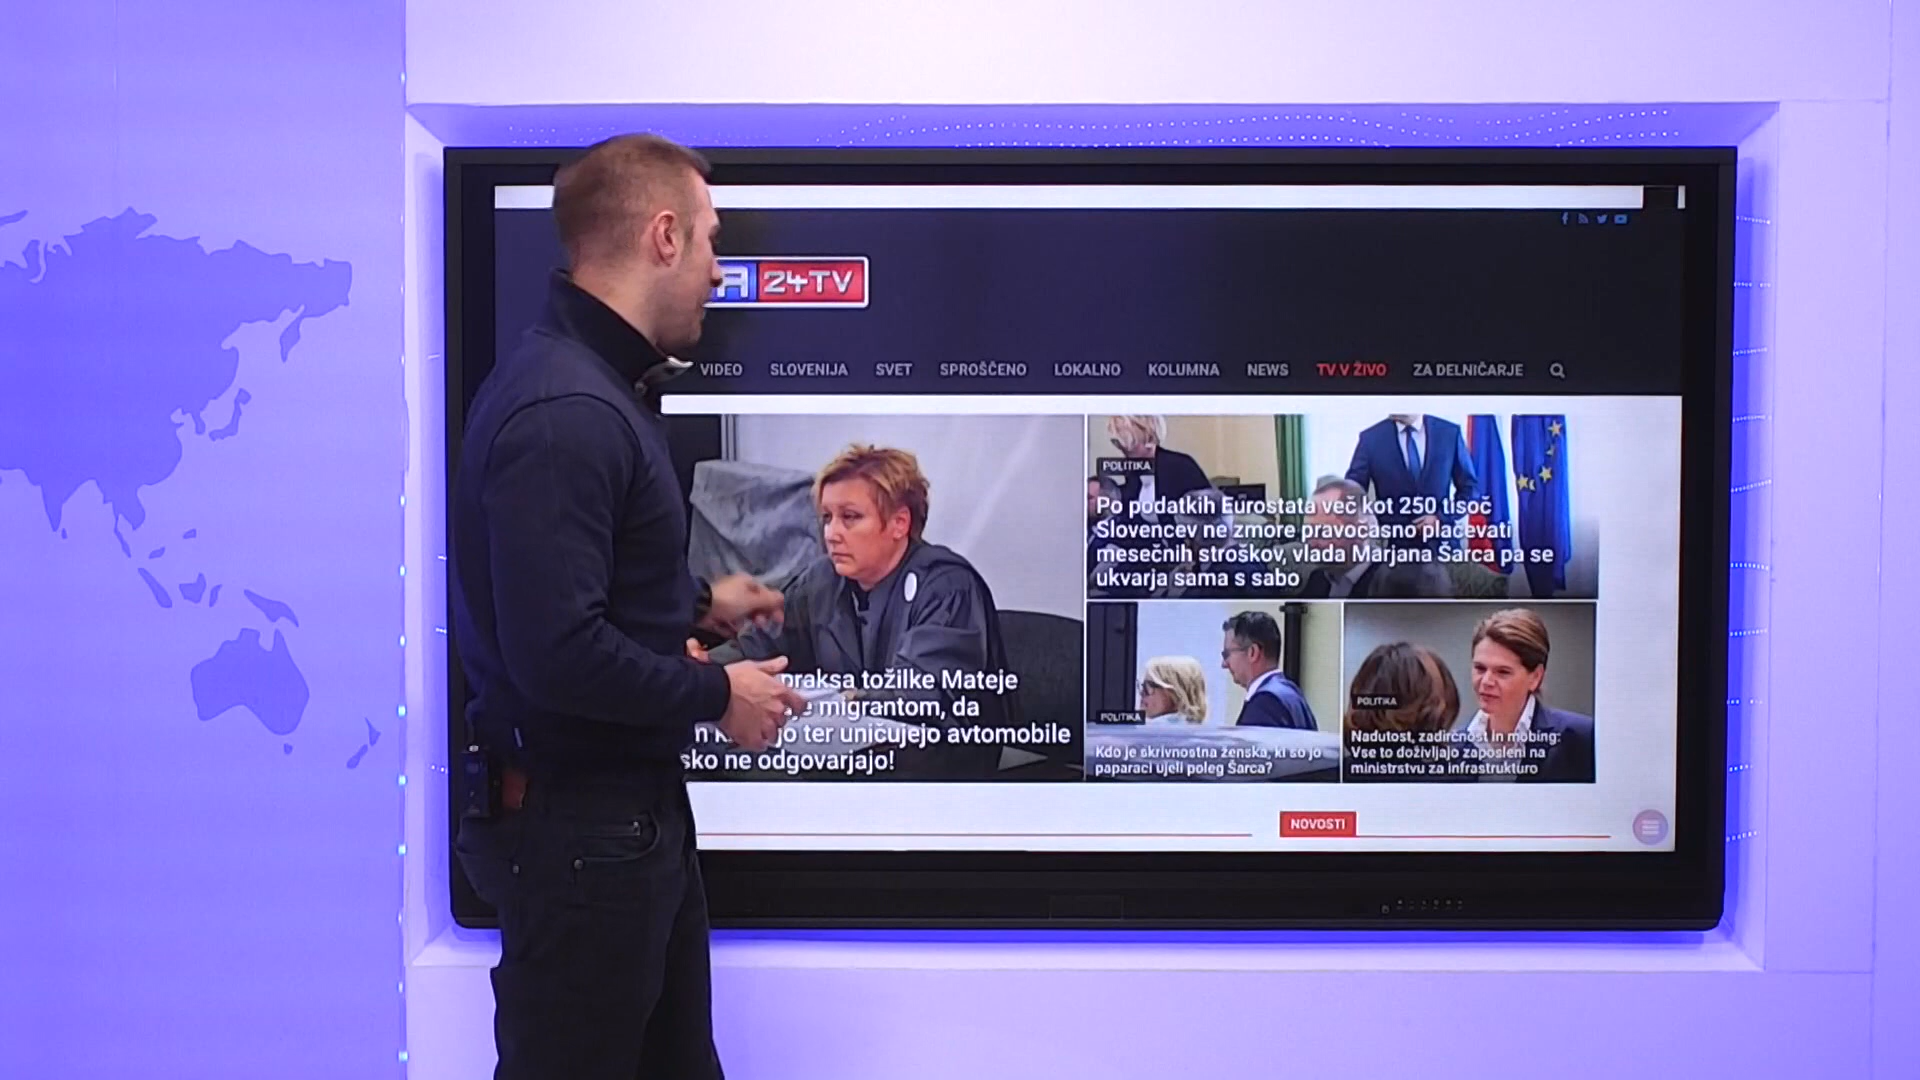 24TV
VIDEO SLOVENIJA SVET SPROŠČENO LOKALNO KOLUMNA NEWS TV V ŽIVO ZA DELNIČARJE
praksa tožilke Mateje
migrantom, da
jo ter uničujejo avtomobile
sko ne odgovarjajo!
POLITIKA
Po podatkih Eurostata več kot 250 tisoč
Slovencev ne zmore pravočasno plačevati
mesečnih stroškov, vlada Marjana Šarca pa se
ukvarja sama s sabo
POLITIKA
Kdo je skrivnostna ženska, ki so jo
paparaci ujeli poleg Šarca?
POLITIKA
Nadutost, zadirčnost in mobing:
Vse to doživljajo zaposleni na
ministrstvu za infrastrukturo
NOVOSTI